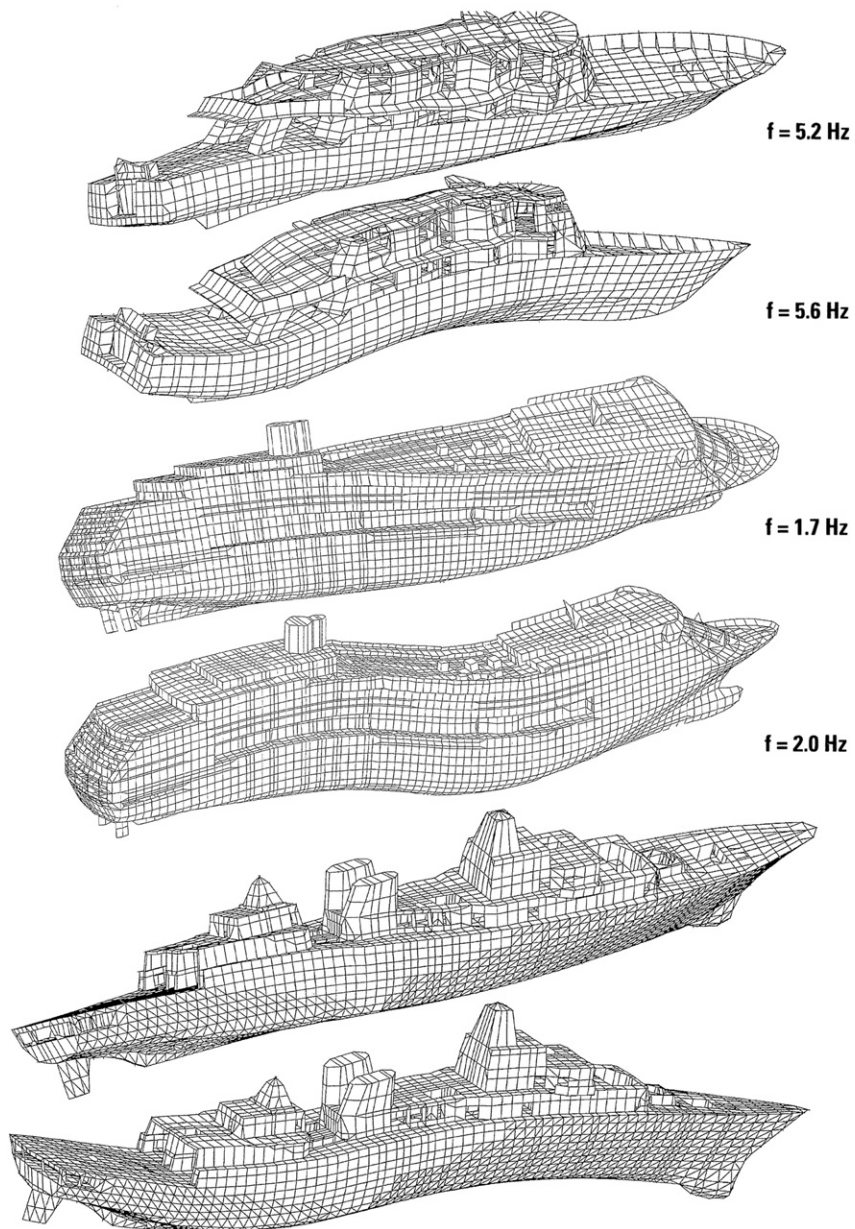 f = 5.2 Hz
f = 5.6 Hz
f = 1.7 Hz
f = 2.0 Hz